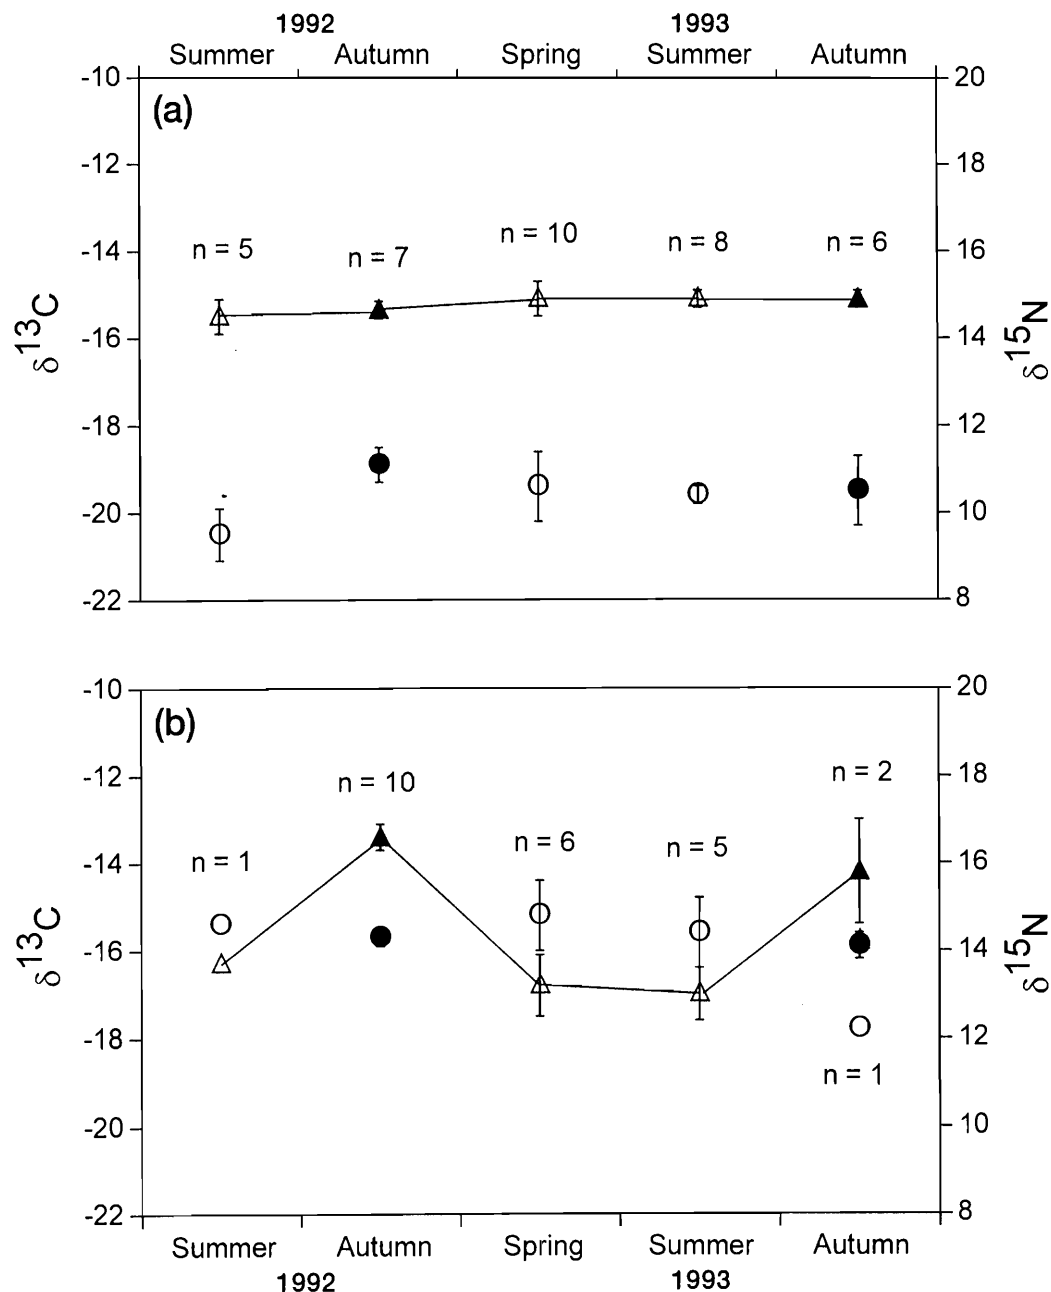 1992 1993
Summer Autumn Spring Summer Autumn
-10 20
(a)
-12 18
n = 5 n = 7 n = 10 n = 8 n = 6
-14 16
δ13C
-16 14
δ15N
-18 12
-20 10
-22 8
-10 20
(b)
-12 18
n = 1 n = 10 n = 6 n = 5 n = 2
-14 16
δ13C
-16 14
δ15N
-18 12
n = 1
-20 10
-22 8
Summer Autumn Spring Summer Autumn
1992 1993